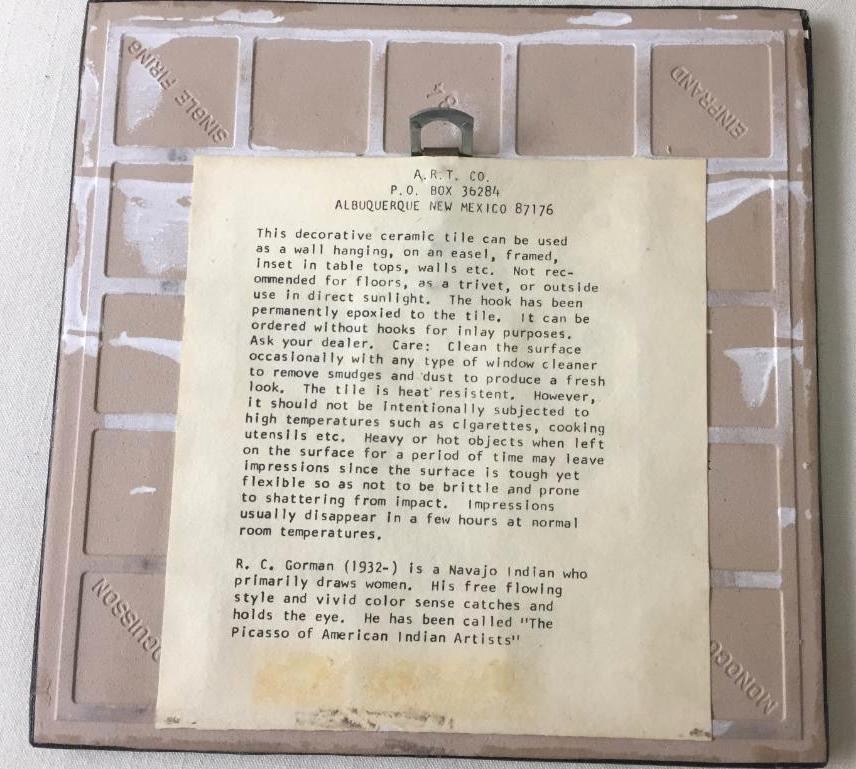 SINGLE FIRING
34
EINBRAND
A.R.T. CO.
P.O. BOX 36284
ALBUQUERQUE NEW MEXICO 87176
This decorative ceramic tile can be used
as a wall hanging, on an easel, framed,
inset in table tops, walls etc. Not rec-
ommended for floors, as a trivet, or outside
use in direct sunlight. The hook has been
permanently epoxied to the tile. It can be
ordered without hooks for inlay purposes.
Ask your dealer. Care: Clean the surface
occasionally with any type of window cleaner
to remove smudges and dust to produce a fresh
look. The tile is heat resistent. However,
it should not be intentionally subjected to
high temperatures such as cigarettes, cooking
utensils etc. Heavy or hot objects when left
on the surface for a period of time may leave
impressions since the surface is tough yet
flexible so as not to be brittle and prone
to shattering from impact. Impressions
usually disappear in a few hours at normal
room temperatures.
R. C. Gorman (1932-) is a Navajo Indian who
primarily draws women. His free flowing
style and vivid color sense catches and
holds the eye. He has been called "The
Picasso of American Indian Artists"